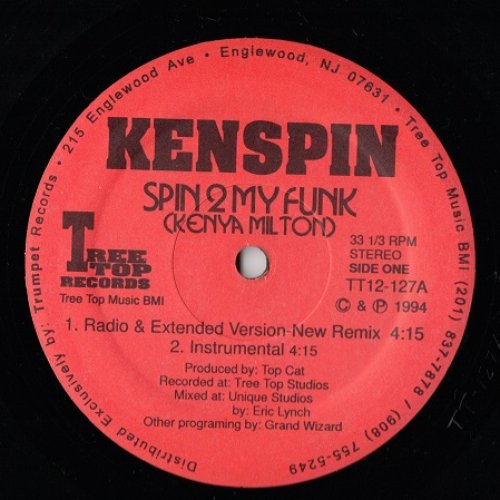 Distributed Exclusively by: Trumpet Records • 215 Englewood Ave • Englewood, NJ 07631 • Tree Top Music BMI (201) 837-7878 / (908) 755-5249
KENSPIN
SPIN 2 MY FUNK
(KENYA MILTON)
TREE
TOP
RECORDS
Tree Top Music BMI
33 1/3 RPM
STEREO
SIDE ONE
TT12-127A
© & ℗ 1994
1. Radio & Extended Version-New Remix 4:15
2. Instrumental 4:15
Produced by: Top Cat
Recorded at: Tree Top Studios
Mixed at: Unique Studios
by: Eric Lynch
Other programing by: Grand Wizard